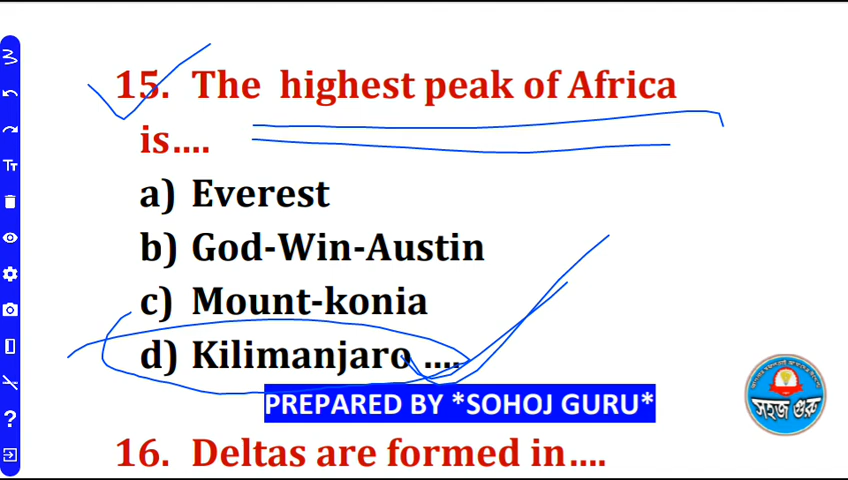 15. The highest peak of Africa
is....
a) Everest
b) God-Win-Austin
c) Mount-konia
d) Kilimanjaro ....
PREPARED BY *SOHOJ GURU*
সহজ গুরু
16. Deltas are formed in....